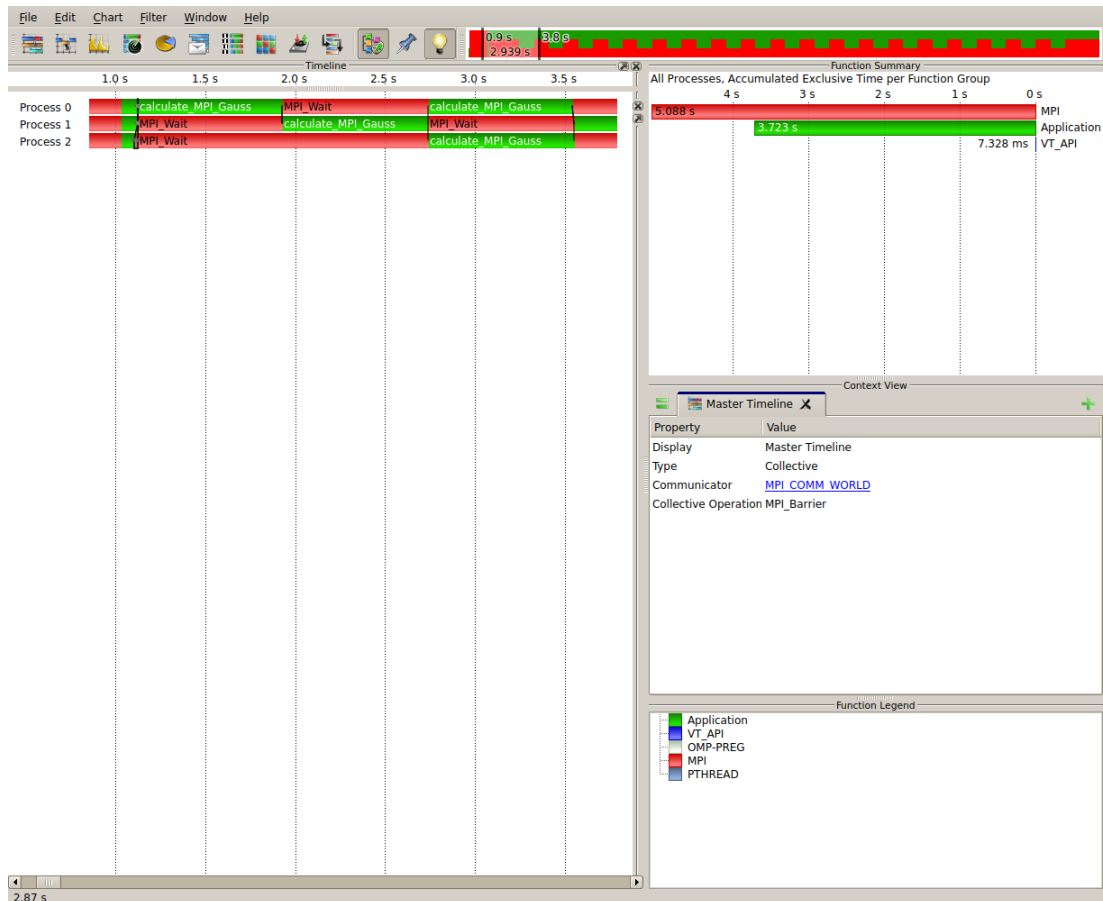 File Edit Chart Filter Window Help
0.9 s 3.8 s
2.939 s
Timeline
1.0 s 1.5 s 2.0 s 2.5 s 3.0 s 3.5 s
Process 0 calculate_MPI_Gauss MPI_Wait calculate_MPI_Gauss
Process 1 MPI_Wait calculate_MPI_Gauss MPI_Wait
Process 2 MPI_Wait calculate_MPI_Gauss
Function Summary
All Processes, Accumulated Exclusive Time per Function Group
4 s 3 s 2 s 1 s 0 s
5.088 s MPI
3.723 s Application
7.328 ms VT_API
Context View
Master Timeline
Property Value
Display Master Timeline
Type Collective
Communicator MPI_COMM_WORLD
Collective Operation MPI_Barrier
Function Legend
Application
VT_API
OMP-PREG
MPI
PTHREAD
2.87 s